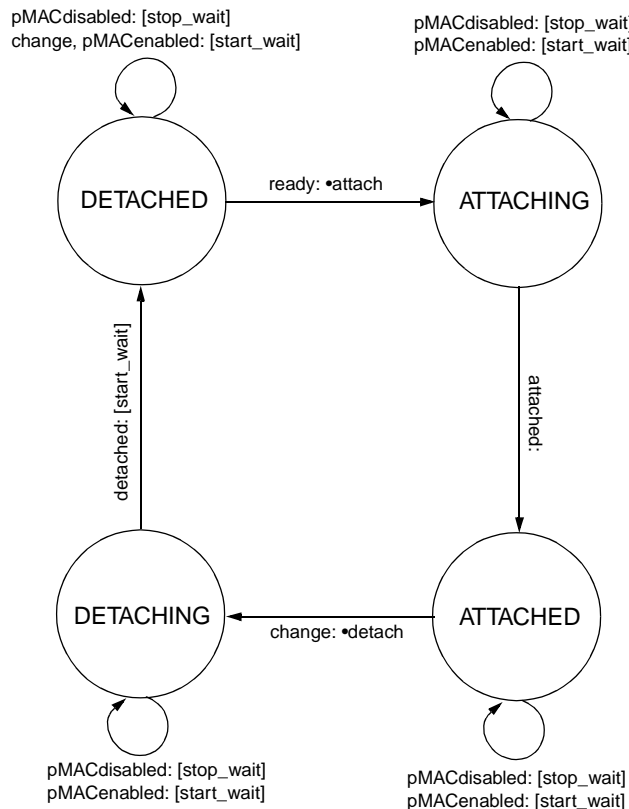 pMACdisabled: [stop_wait]
change, pMACenabled: [start_wait]
pMACdisabled: [stop_wait]
pMACenabled: [start_wait]
DETACHED
ready: •attach
ATTACHING
detached: [start_wait]
attached:
DETACHING
change: •detach
ATTACHED
pMACdisabled: [stop_wait]
pMACenabled: [start_wait]
pMACdisabled: [stop_wait]
pMACenabled: [start_wait]